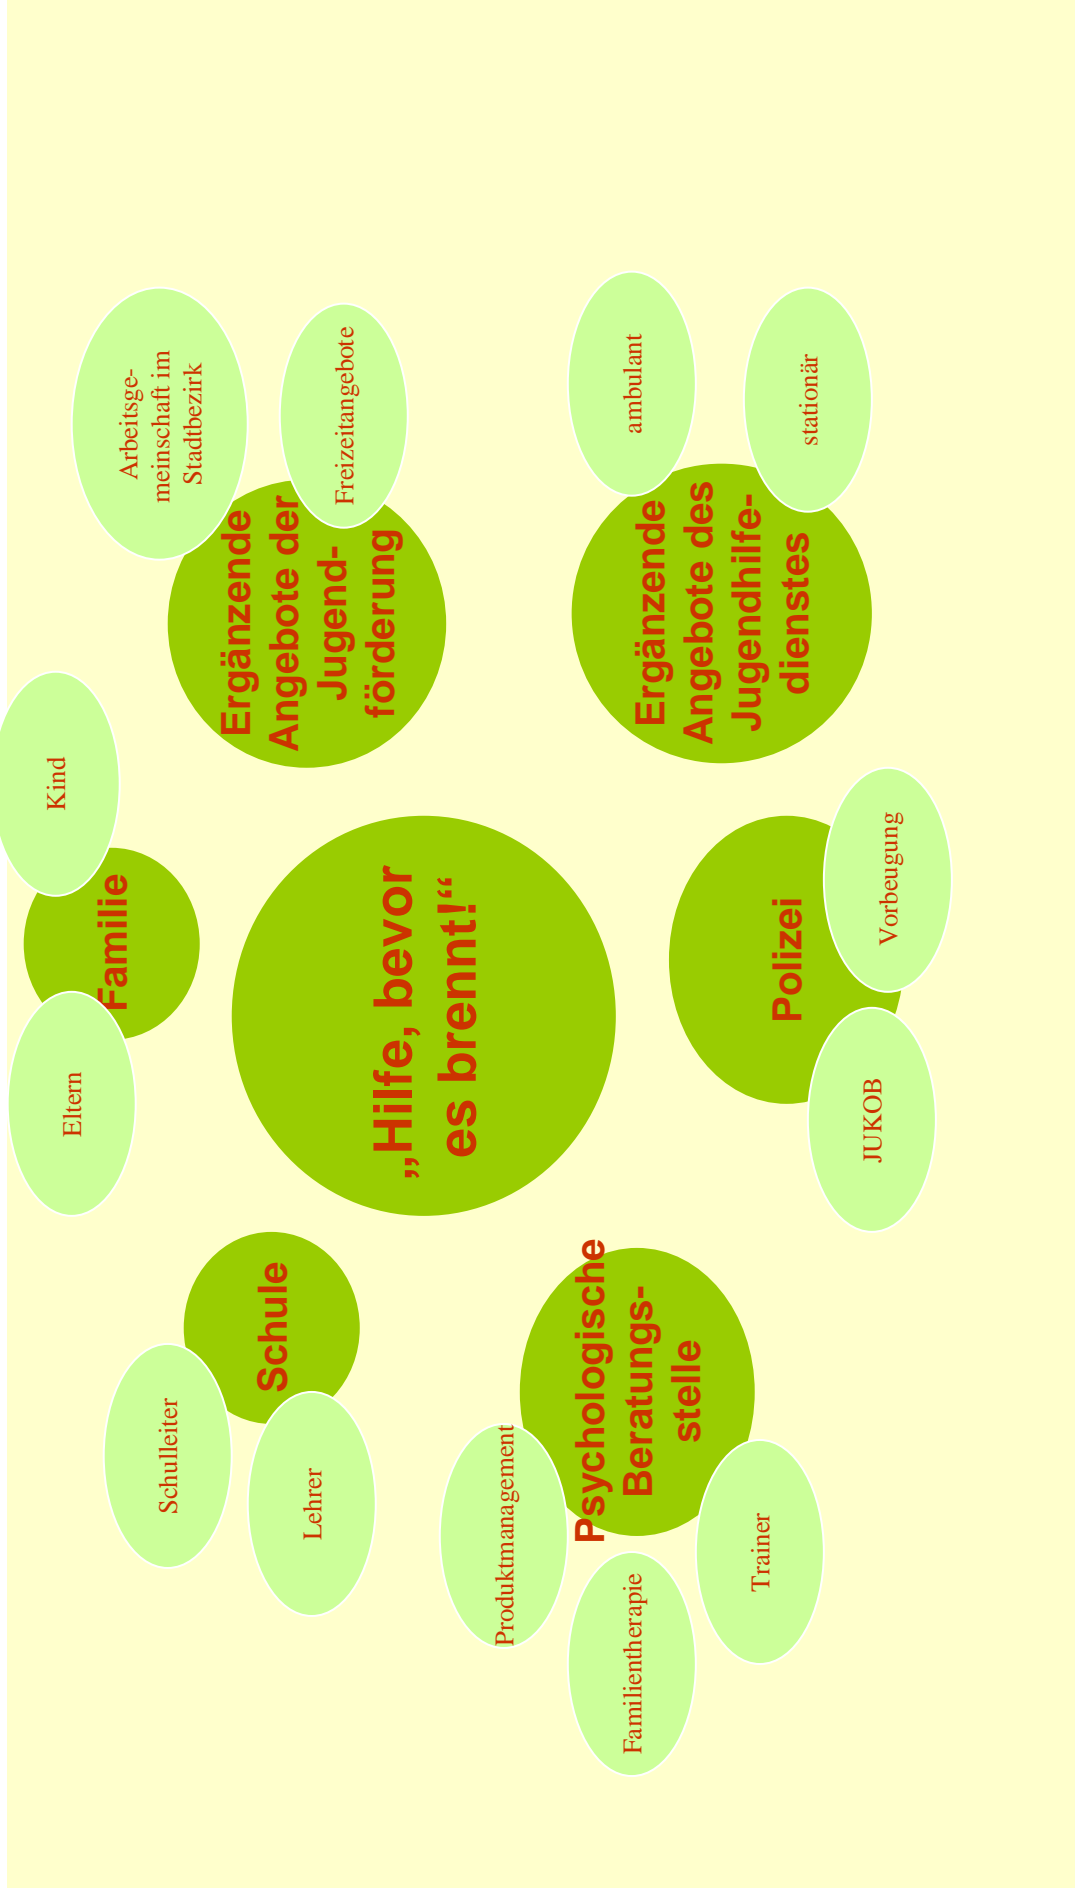 Kind
Familie
Eltern
Arbeitsge-
meinschaft im
Stadtbezirk
Freizeitangebote
Ergänzende
Angebote der
Jugend-
förderung
ambulant
stationär
Ergänzende
Angebote des
Jugendhilfe-
dienstes
„Hilfe, bevor
es brennt!“
Polizei
Vorbeugung
JUKOB
Schule
Schulleiter
Lehrer
Psychologische
Beratungs-
stelle
Produktmanagement
Familientherapie
Trainer